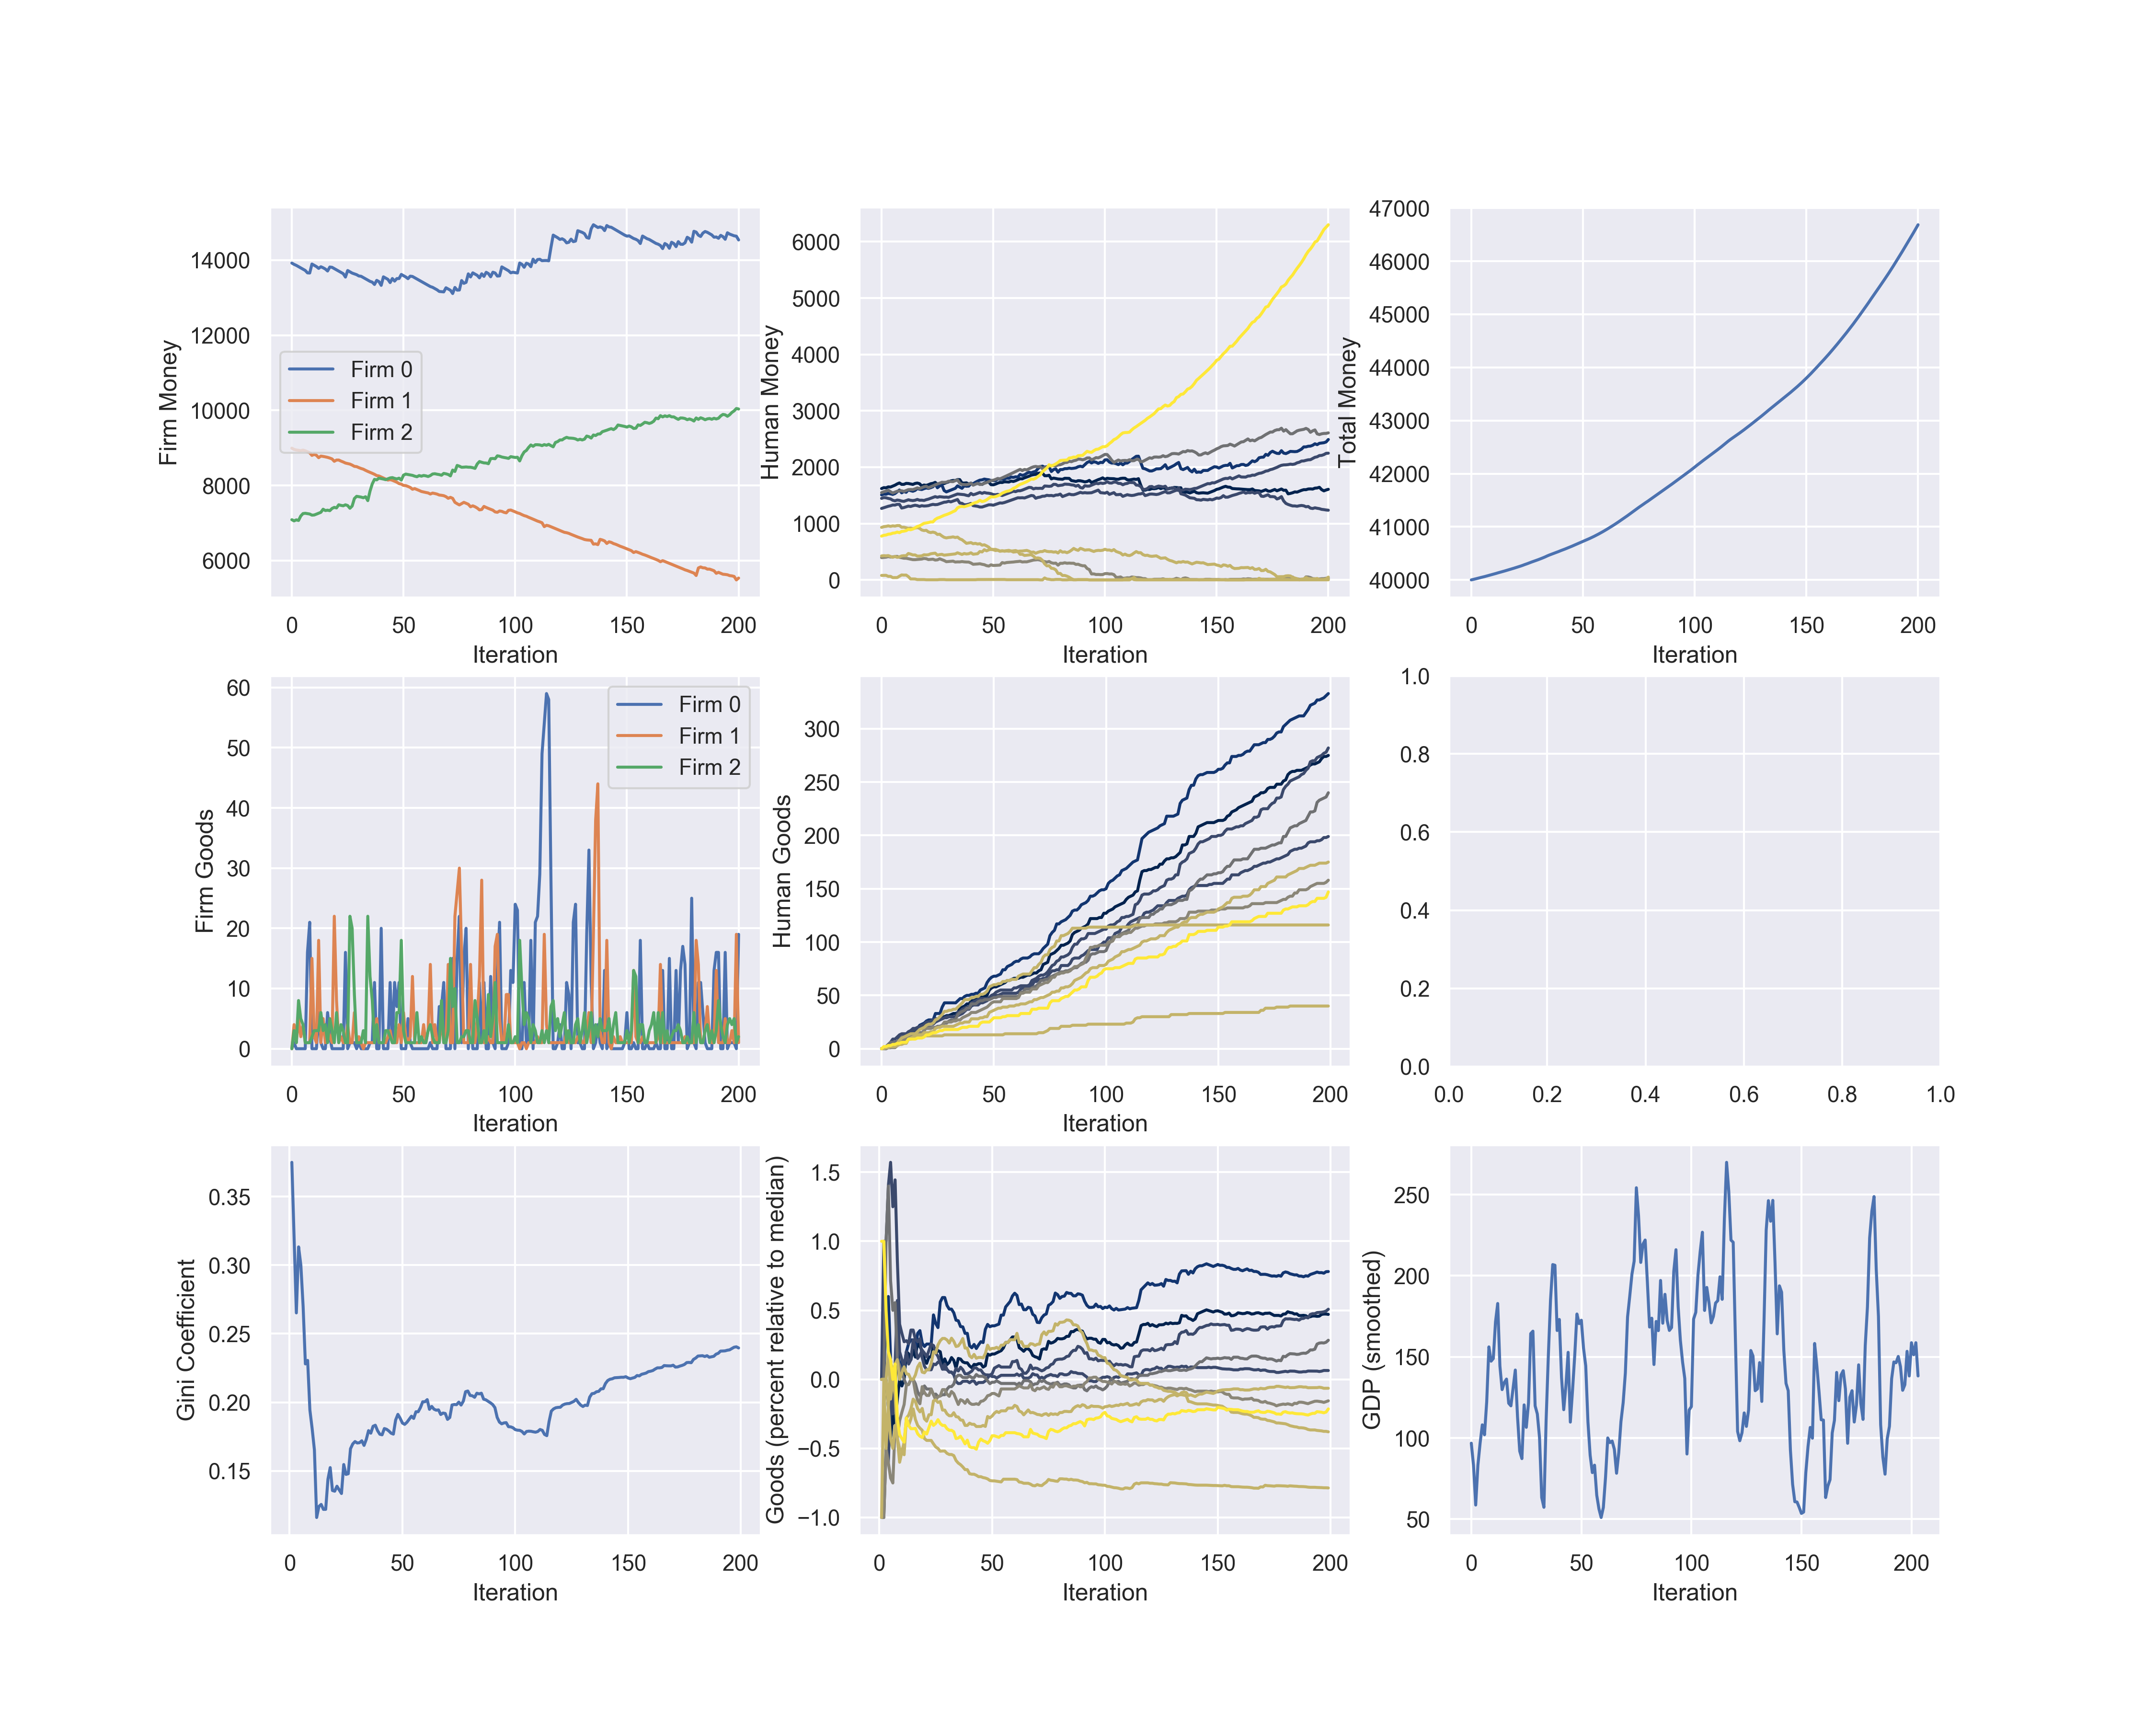 Firm Money
14000
12000
10000
8000
6000
Firm 0
Firm 1
Firm 2
0 50 100 150 200
Iteration
Human Money
6000
5000
4000
3000
2000
1000
0
0 50 100 150 200
Iteration
Total Money
47000
46000
45000
44000
43000
42000
41000
40000
0 50 100 150 200
Iteration
Firm Goods
60
50
40
30
20
10
0
Firm 0
Firm 1
Firm 2
0 50 100 150 200
Iteration
Human Goods
300
250
200
150
100
50
0
0 50 100 150 200
Iteration
1.0
0.8
0.6
0.4
0.2
0.0
0.0 0.2 0.4 0.6 0.8 1.0
Gini Coefficient
0.35
0.30
0.25
0.20
0.15
0 50 100 150 200
Iteration
Goods (percent relative to median)
1.5
1.0
0.5
0.0
−0.5
−1.0
0 50 100 150 200
Iteration
GDP (smoothed)
250
200
150
100
50
0 50 100 150 200
Iteration